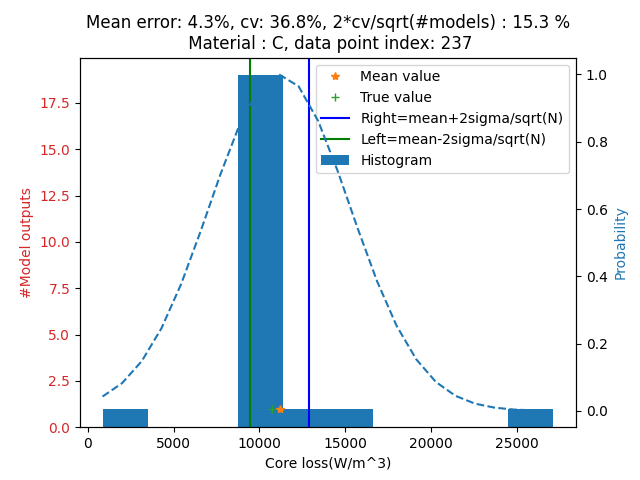 Mean error: 4.3%, cv: 36.8%, 2*cv/sqrt(#models) : 15.3 %
Material : C, data point index: 237
Mean value
True value
Right=mean+2sigma/sqrt(N)
Left=mean-2sigma/sqrt(N)
Histogram
17.5
15.0
12.5
10.0
7.5
5.0
2.5
0.0
#Model outputs
1.0
0.8
0.6
0.4
0.2
0.0
Probability
0 5000 10000 15000 20000 25000
Core loss(W/m^3)